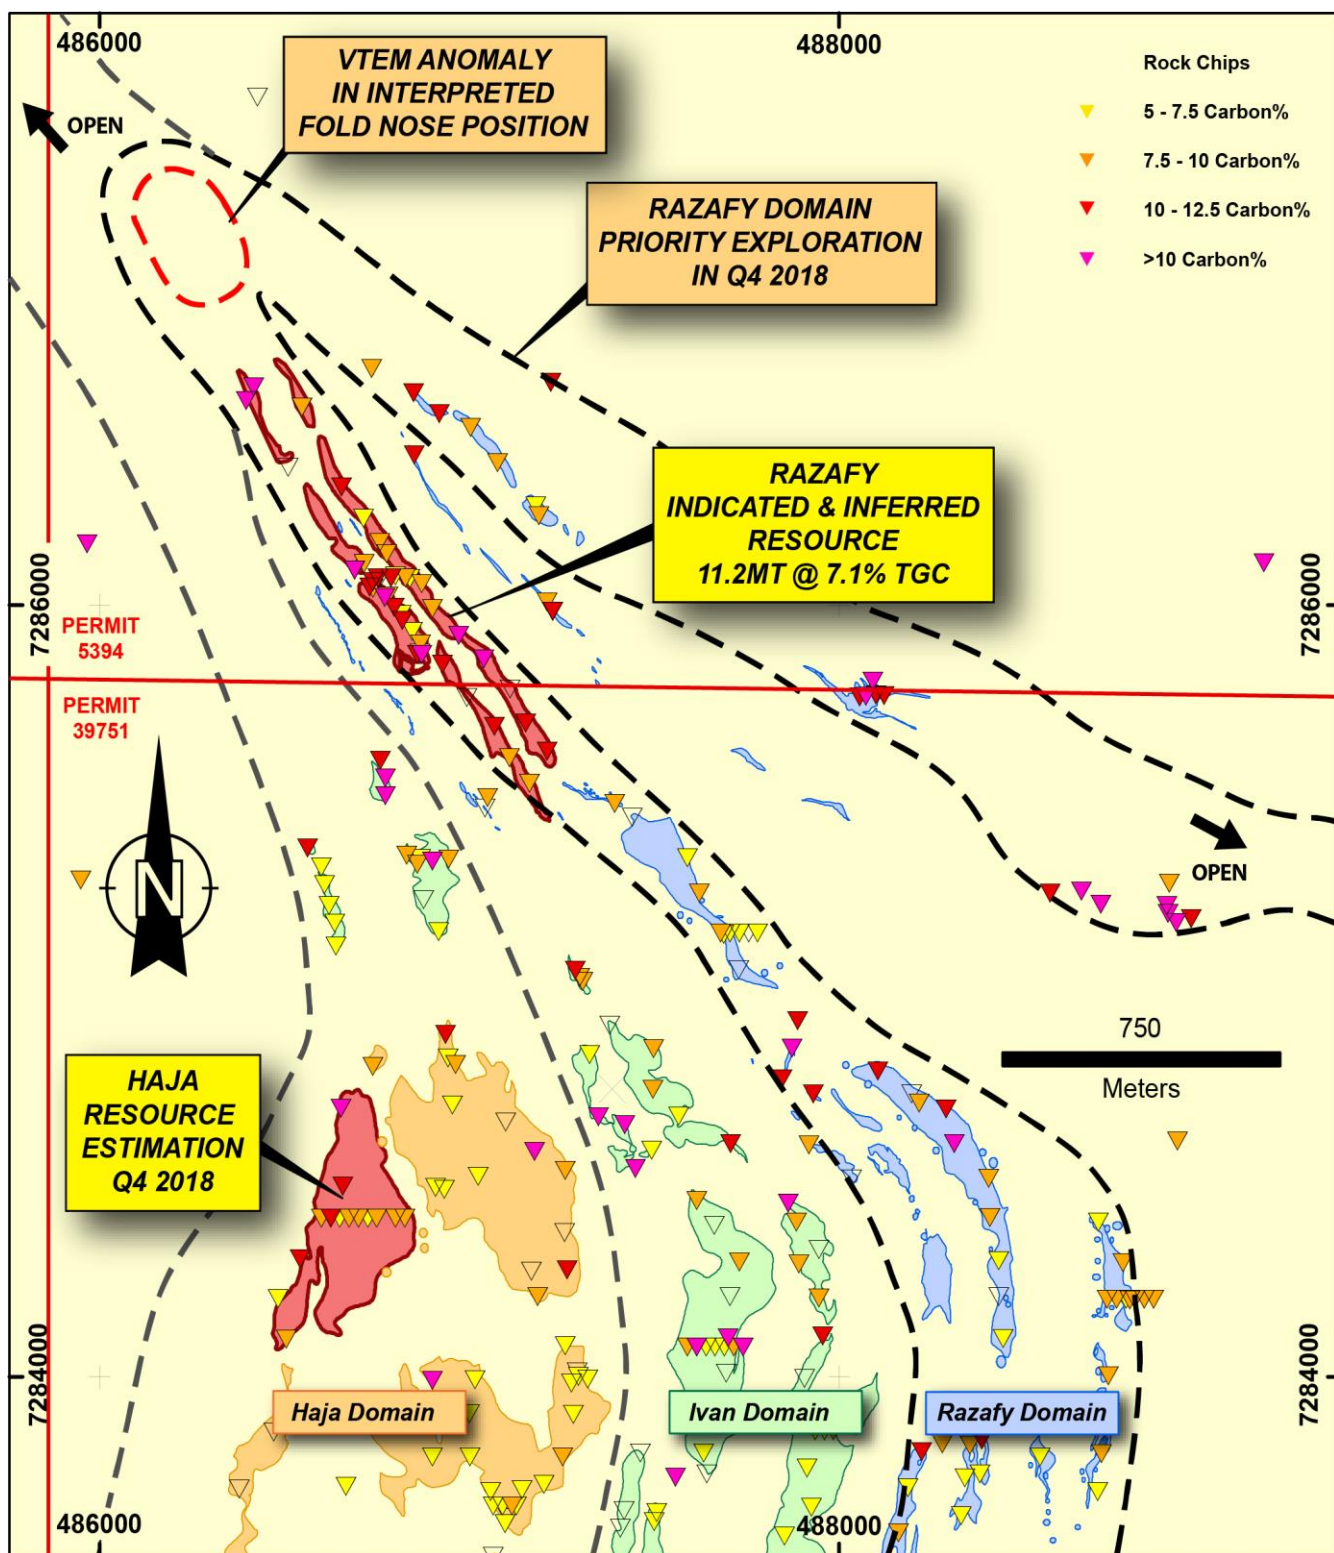 486000
488000
VTEM ANOMALY
IN INTERPRETED
FOLD NOSE POSITION
Rock Chips
5 - 7.5 Carbon%
7.5 - 10 Carbon%
10 - 12.5 Carbon%
>10 Carbon%
OPEN
RAZAFY DOMAIN
PRIORITY EXPLORATION
IN Q4 2018
RAZAFY
INDICATED & INFERRED
RESOURCE
11.2MT @ 7.1% TGC
7286000
7286000
PERMIT
5394
PERMIT
39751
N
OPEN
750
Meters
HAJA
RESOURCE
ESTIMATION
Q4 2018
7284000
7284000
Haja Domain
Ivan Domain
Razafy Domain
486000
488000